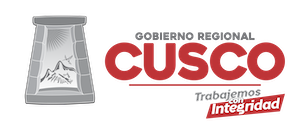 GOBIERNO REGIONAL
CUSCO
Trabajemos
con
Integridad